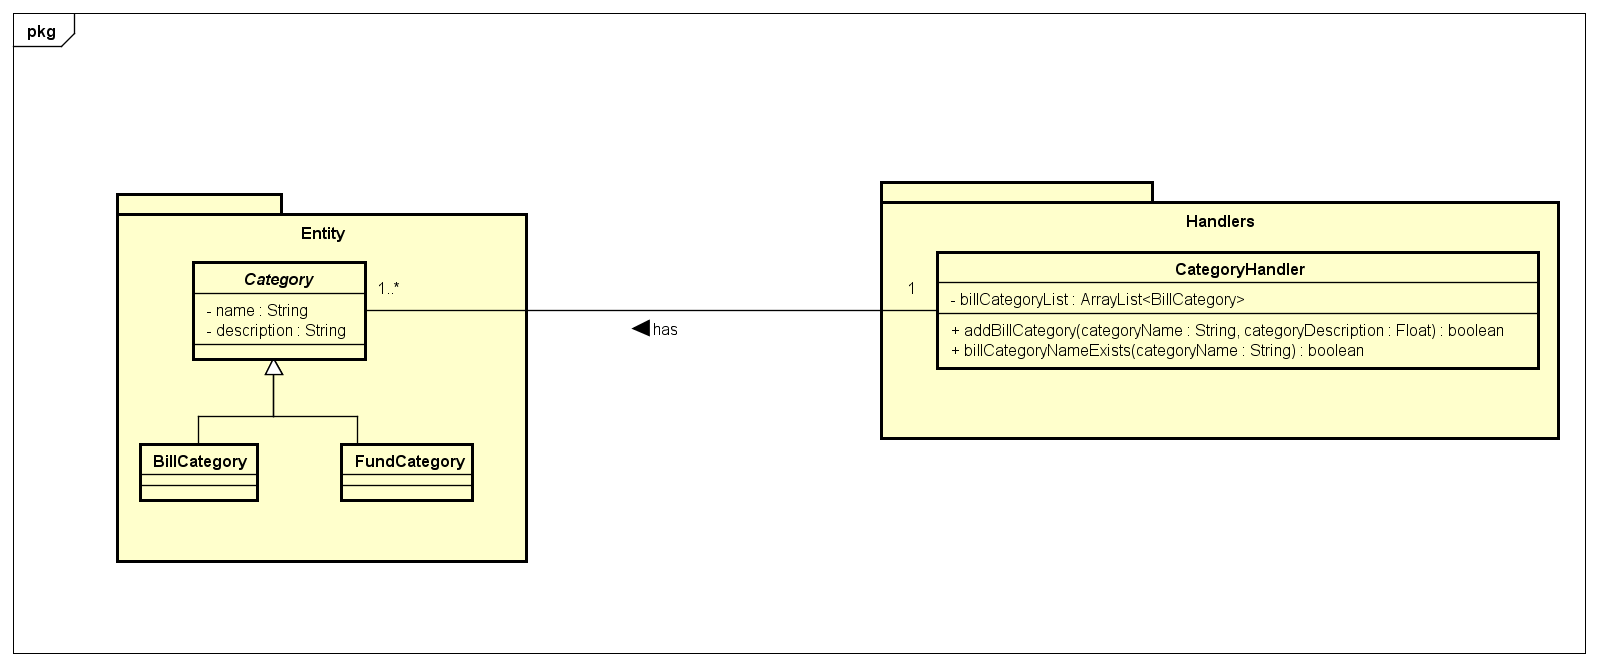 pkg
Entity
Category
- name : String
- description : String
BillCategory
FundCategory
1..*
has
1
Handlers
CategoryHandler
- billCategoryList : ArrayList<BillCategory>
+ addBillCategory(categoryName : String, categoryDescription : Float) : boolean
+ billCategoryNameExists(categoryName : String) : boolean